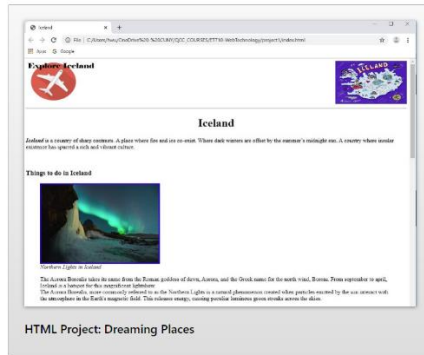 Iceland
File | C:/Users/
Apps Google
Explore Iceland
ICELAND
Iceland
Iceland is a country of sharp contrasts. A place where fire and ice co-exist. Where dark winters are offset by the summer's midnight sun. A country where insular
existence has spurred a rich and vibrant culture.
Things to do in Iceland
Northern Lights in Iceland
The Aurora Borealis takes its name from the Roman goddess of dawn, Aurora, and the Greek name for the north wind, Boreas. From september to april,
Iceland is a hotspot for this magnificent lightshow.
The Aurora Borealis, more commonly referred to as the Northern Lights is a natural phenomenon created when particles emitted by the sun interact with
the atmosphere in the Earth's magnetic field. This releases energy, causing peculiar luminous green streaks across the skies.
HTML Project: Dreaming Places